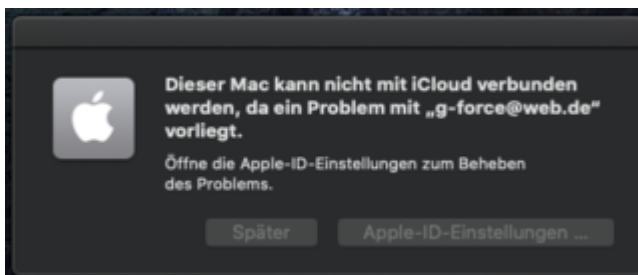 Dieser Mac kann nicht mit iCloud verbunden
werden, da ein Problem mit „g-force@web.de“
vorliegt.
Öffne die Apple-ID-Einstellungen zum Beheben
des Problems.
Später
Apple-ID-Einstellungen ...